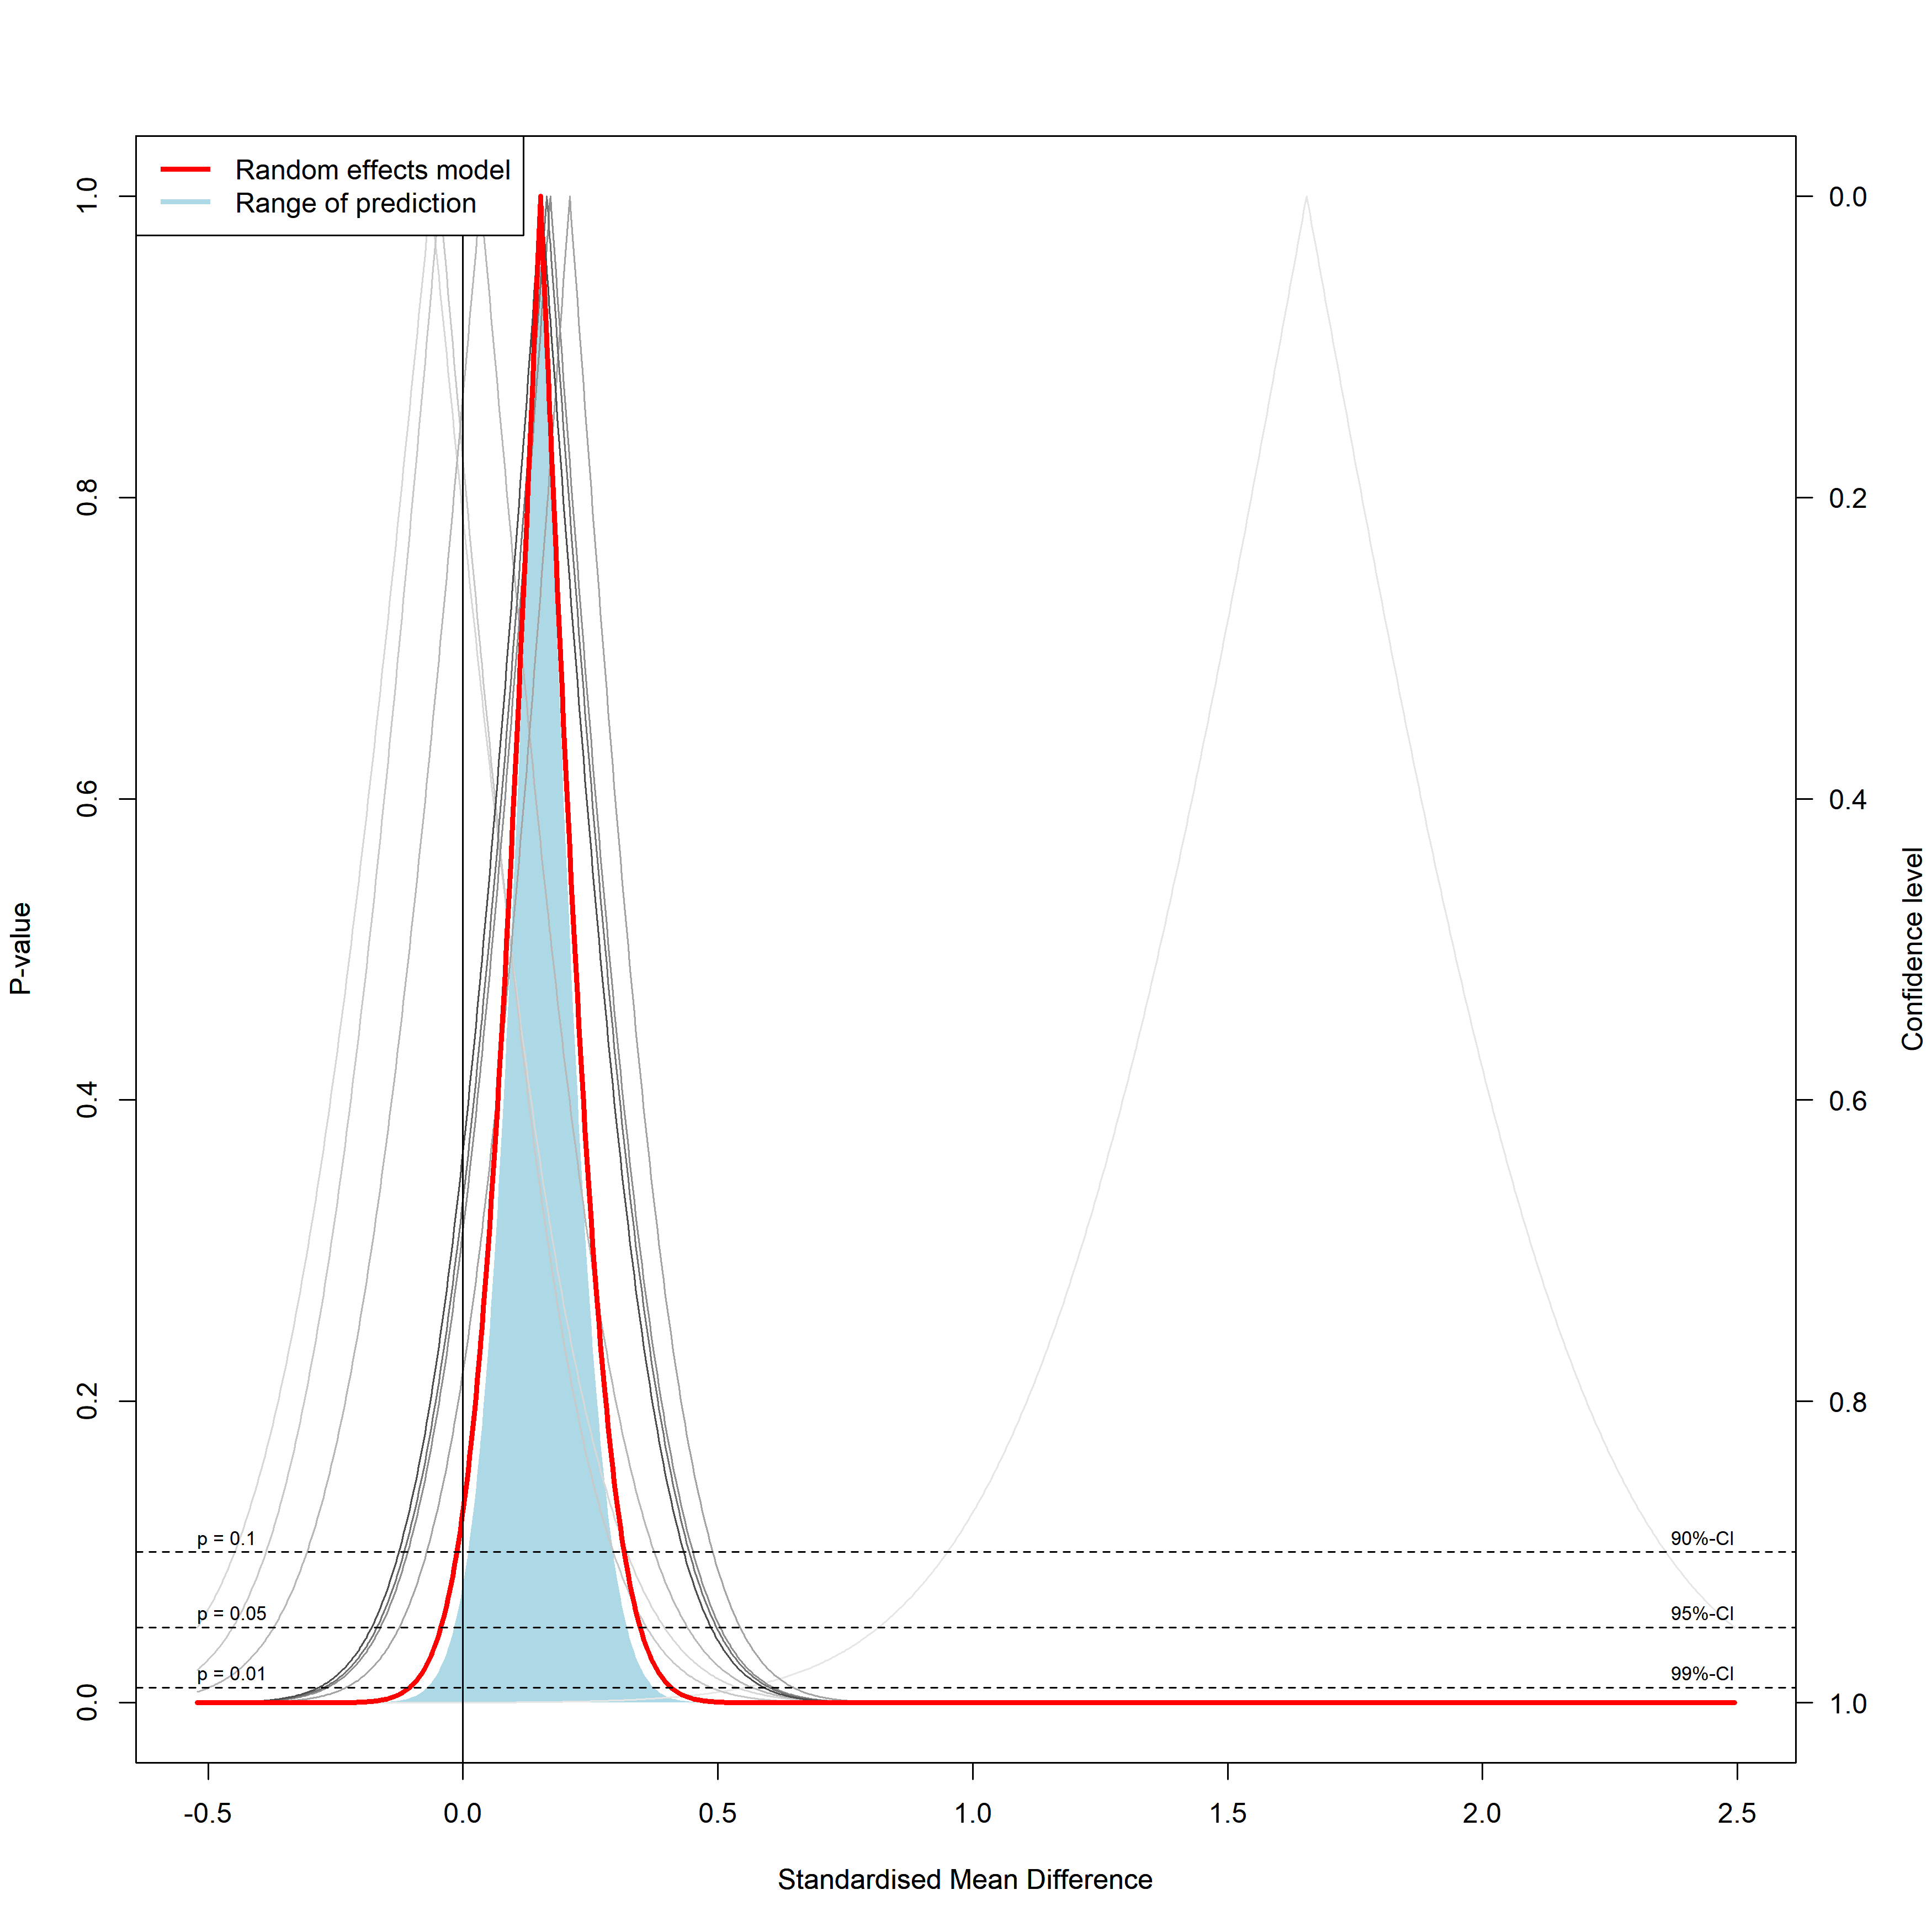 Random effects model
Range of prediction
1.0
0.8
0.6
0.4
0.2
0.0
P-value
0.0
0.2
0.4
0.6
0.8
1.0
Confidence level
p = 0.1
90%-CI
p = 0.05
95%-CI
p = 0.01
99%-CI
-0.5
0.0
0.5
1.0
1.5
2.0
2.5
Standardised Mean Difference